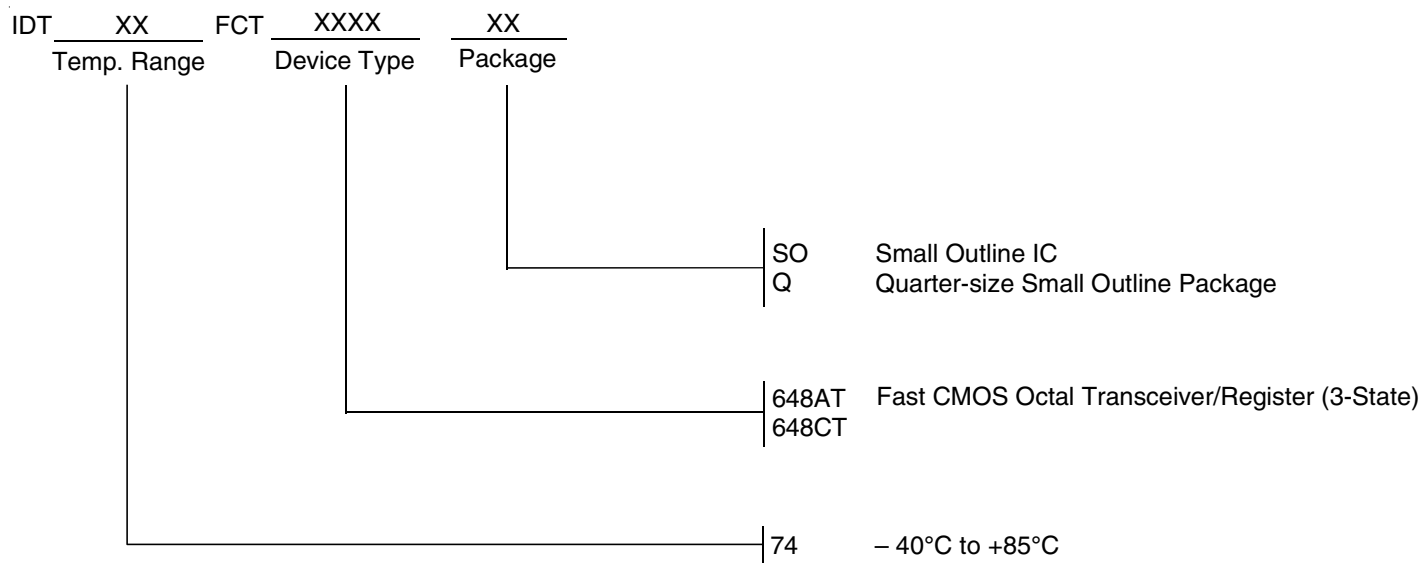 IDT XX FCT XXXX XX
Temp. Range Device Type Package
SO Small Outline IC
Q Quarter-size Small Outline Package
648AT Fast CMOS Octal Transceiver/Register (3-State)
648CT
74 – 40°C to +85°C